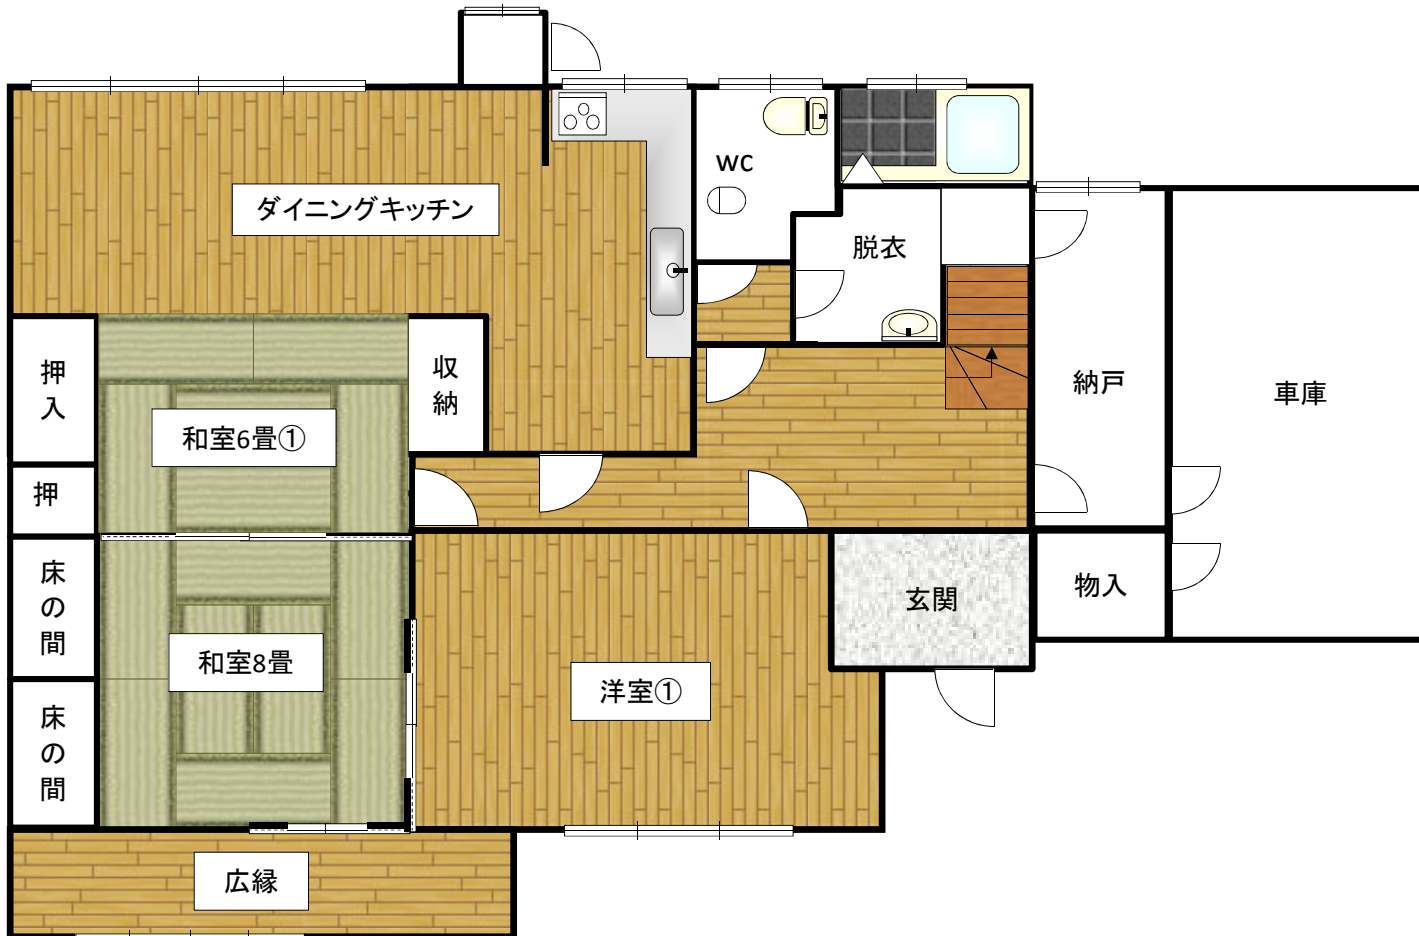 WC
ダイニングキッチン
脱衣
押
入
収
納
納戸
車庫
和室6畳①
押
床
の
間
玄関
物入
和室8畳
洋室①
床
の
間
広縁